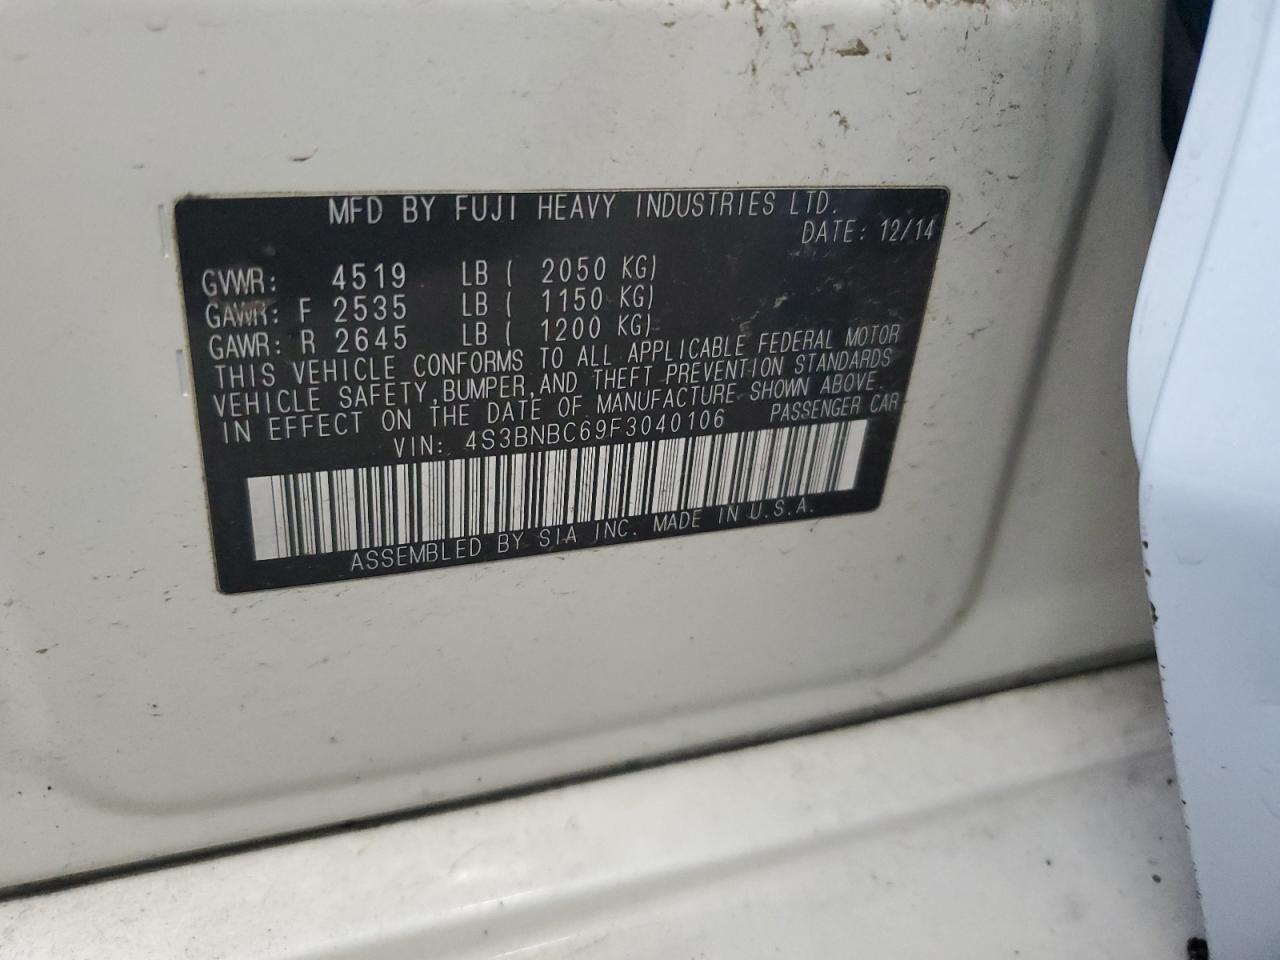 MFD BY FUJI HEAVY INDUSTRIES LTD.
DATE: 12/14
GVWR: 4519 LB ( 2050 KG)
GAWR: F 2535 LB ( 1150 KG)
GAWR: R 2645 LB ( 1200 KG)
THIS VEHICLE CONFORMS TO ALL APPLICABLE FEDERAL MOTOR
VEHICLE SAFETY, BUMPER, AND THEFT PREVENTION STANDARDS
IN EFFECT ON THE DATE OF MANUFACTURE SHOWN ABOVE.
VIN: 4S3BNBC69F3040106 PASSENGER CAR
ASSEMBLED BY SIA INC. MADE IN U.S.A.